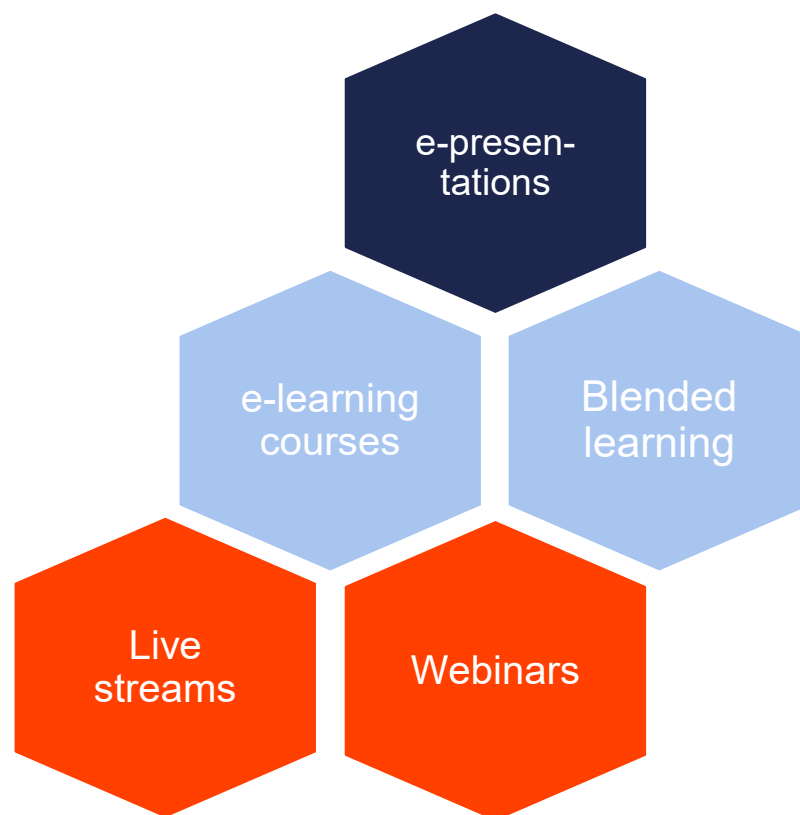 e-presen-
tations
e-learning
courses
Blended
learning
Live
streams
Webinars